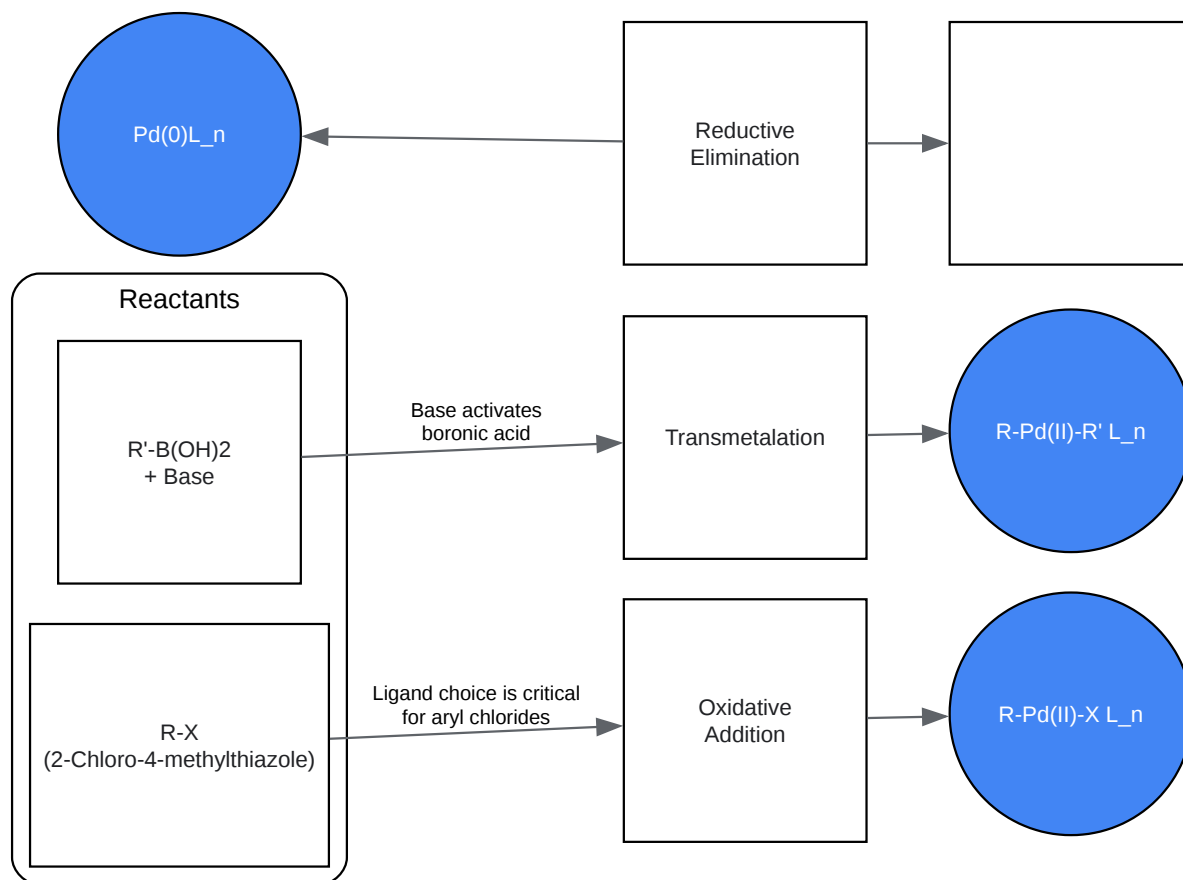 Pd(0)L_n
Reductive
Elimination
Reactants
R'-B(OH)2
+ Base
Base activates
boronic acid
Transmetalation
R-Pd(II)-R' L_n
R-X
(2-Chloro-4-methylthiazole)
Ligand choice is critical
for aryl chlorides
Oxidative
Addition
R-Pd(II)-X L_n